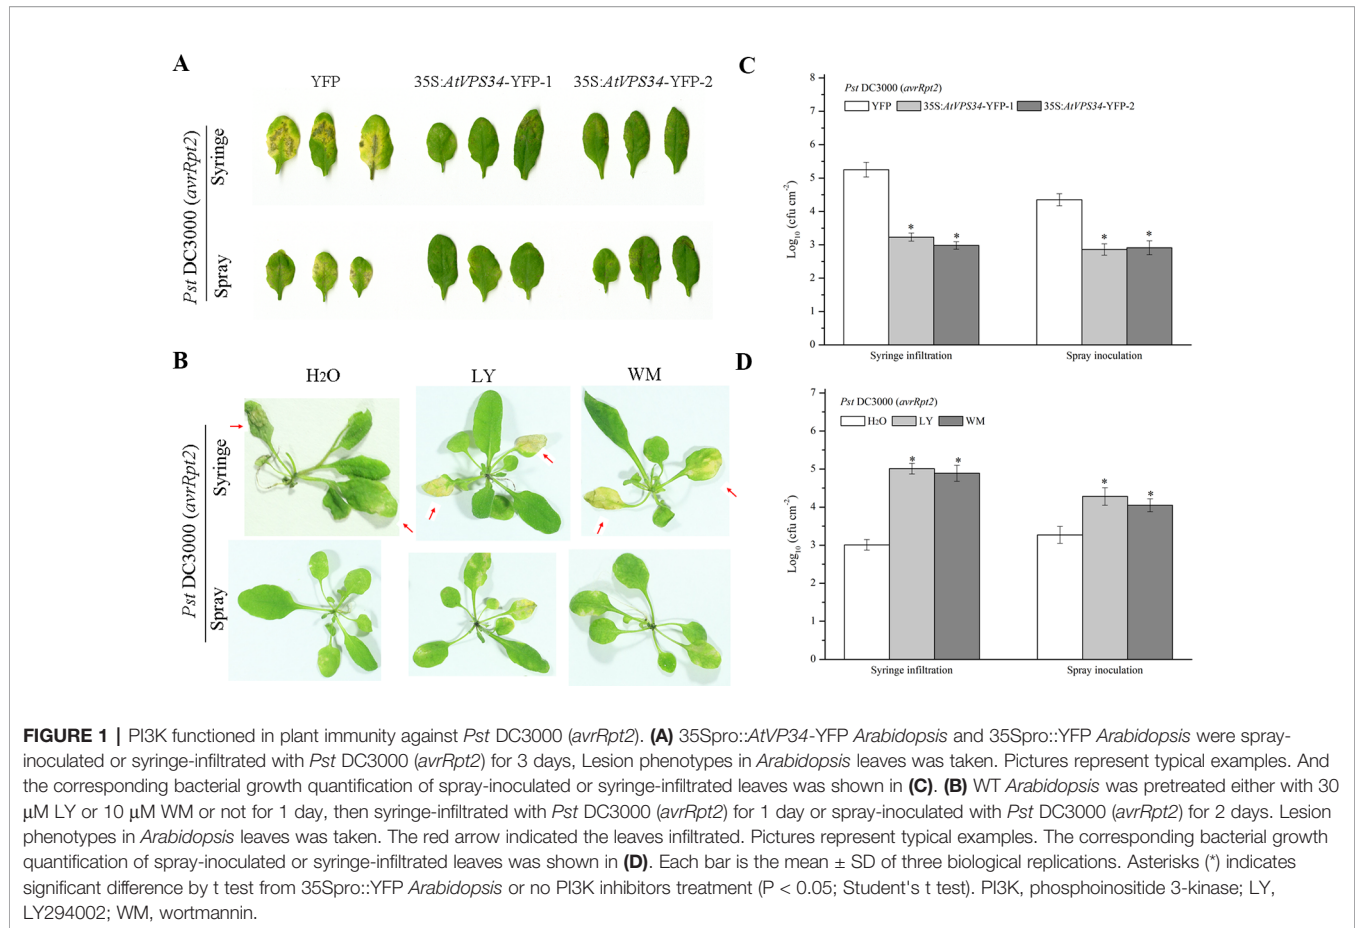 A
YFP
35S:AtVPS34-YFP-1
35S:AtVPS34-YFP-2
Pst DC3000 (avrRpt2)
Syringe
Spray
B
H2O
LY
WM
Pst DC3000 (avrRpt2)
Syringe
Spray
C
Pst DC3000 (avrRpt2)
YFP
35S:AtVPS34-YFP-1
35S:AtVPS34-YFP-2
Log10 (cfu cm-2)
8
7
6
5
4
3
2
1
0
*
*
*
*
Syringe infiltration
Spray inoculation
D
Pst DC3000 (avrRpt2)
H2O
LY
WM
Log10 (cfu cm-2)
7
6
5
4
3
2
1
0
*
*
*
*
Syringe infiltration
Spray inoculation
FIGURE 1 | PI3K functioned in plant immunity against Pst DC3000 (avrRpt2). (A) 35Spro::AtVP34-YFP Arabidopsis and 35Spro::YFP Arabidopsis were spray-
inoculated or syringe-infiltrated with Pst DC3000 (avrRpt2) for 3 days, Lesion phenotypes in Arabidopsis leaves was taken. Pictures represent typical examples. And
the corresponding bacterial growth quantification of spray-inoculated or syringe-infiltrated leaves was shown in (C). (B) WT Arabidopsis was pretreated either with 30
μM LY or 10 μM WM or not for 1 day, then syringe-infiltrated with Pst DC3000 (avrRpt2) for 1 day or spray-inoculated with Pst DC3000 (avrRpt2) for 2 days. Lesion
phenotypes in Arabidopsis leaves was taken. The red arrow indicated the leaves infiltrated. Pictures represent typical examples. The corresponding bacterial growth
quantification of spray-inoculated or syringe-infiltrated leaves was shown in (D). Each bar is the mean ± SD of three biological replications. Asterisks (*) indicates
significant difference by t test from 35Spro::YFP Arabidopsis or no PI3K inhibitors treatment (P < 0.05; Student's t test). PI3K, phosphoinositide 3-kinase; LY,
LY294002; WM, wortmannin.